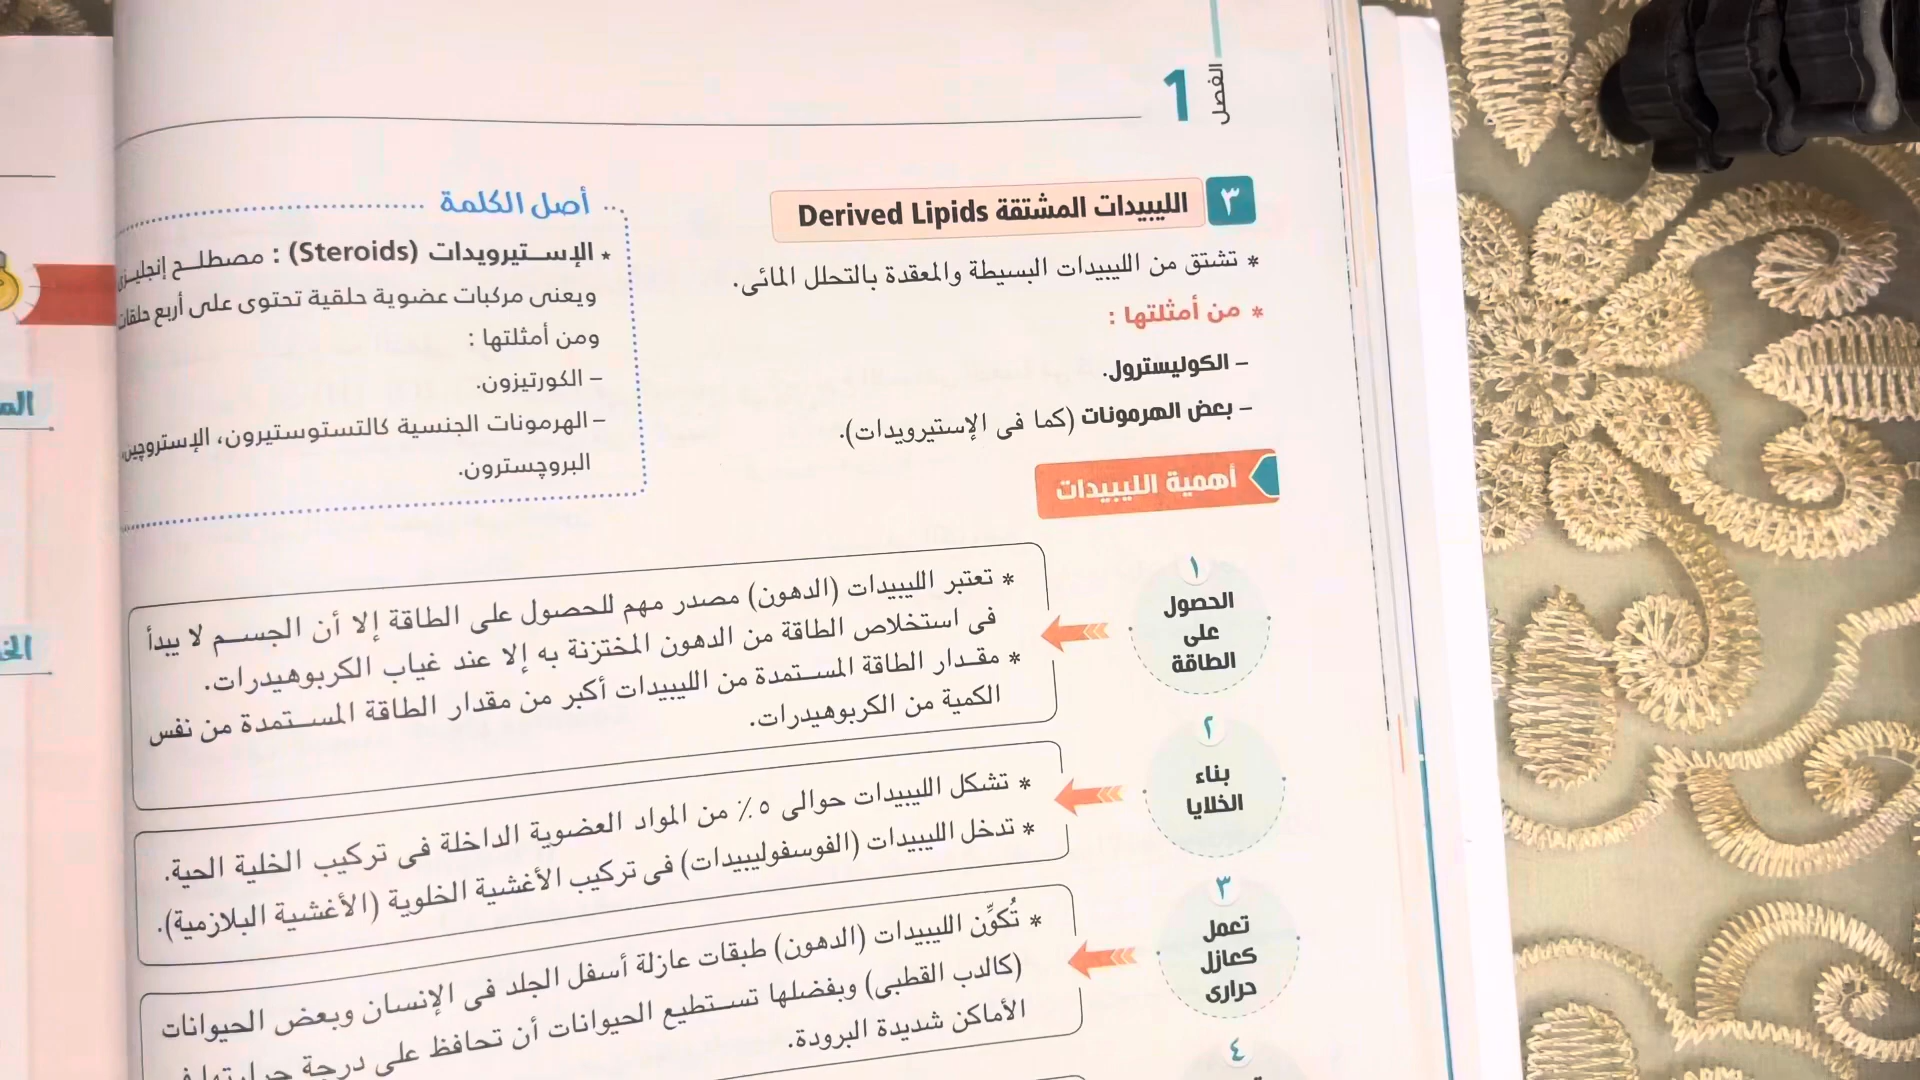 الفصل
1
٣ الليبيدات المشتقة Derived Lipids
* تشتق من الليبيدات البسيطة والمعقدة بالتحلل المائى.
* من أمثلتها :
– الكوليسترول.
– بعض الهرمونات (كما فى الإستيرويدات).
أصل الكلمة
* الإستيرويدات (Steroids) : مصطلح إنجليزى
ويعنى مركبات عضوية حلقية تحتوى على أربع حلقات
ومن أمثلتها :
– الكورتيزون.
– الهرمونات الجنسية كالتستوستيرون، الإستروچين،
البروچسترون.
أهمية الليبيدات
١
الحصول
على
الطاقة
* تعتبر الليبيدات (الدهون) مصدر مهم للحصول على الطاقة إلا أن الجسم لا يبدأ
فى استخلاص الطاقة من الدهون المختزنة به إلا عند غياب الكربوهيدرات.
* مقدار الطاقة المستمدة من الليبيدات أكبر من مقدار الطاقة المستمدة من نفس
الكمية من الكربوهيدرات.
٢
بناء
الخلايا
* تشكل الليبيدات حوالى ٥٪ من المواد العضوية الداخلة فى تركيب الخلية الحية.
* تدخل الليبيدات (الفوسفوليبيدات) فى تركيب الأغشية الخلوية (الأغشية البلازمية).
٣
تعمل
كعازل
حرارى
* تُكوِّن الليبيدات (الدهون) طبقات عازلة أسفل الجلد فى الإنسان وبعض الحيوانات
(كالدب القطبى) وبفضلها تستطيع الحيوانات أن تحافظ على درجة حرارتها فى
الأماكن شديدة البرودة.
٤